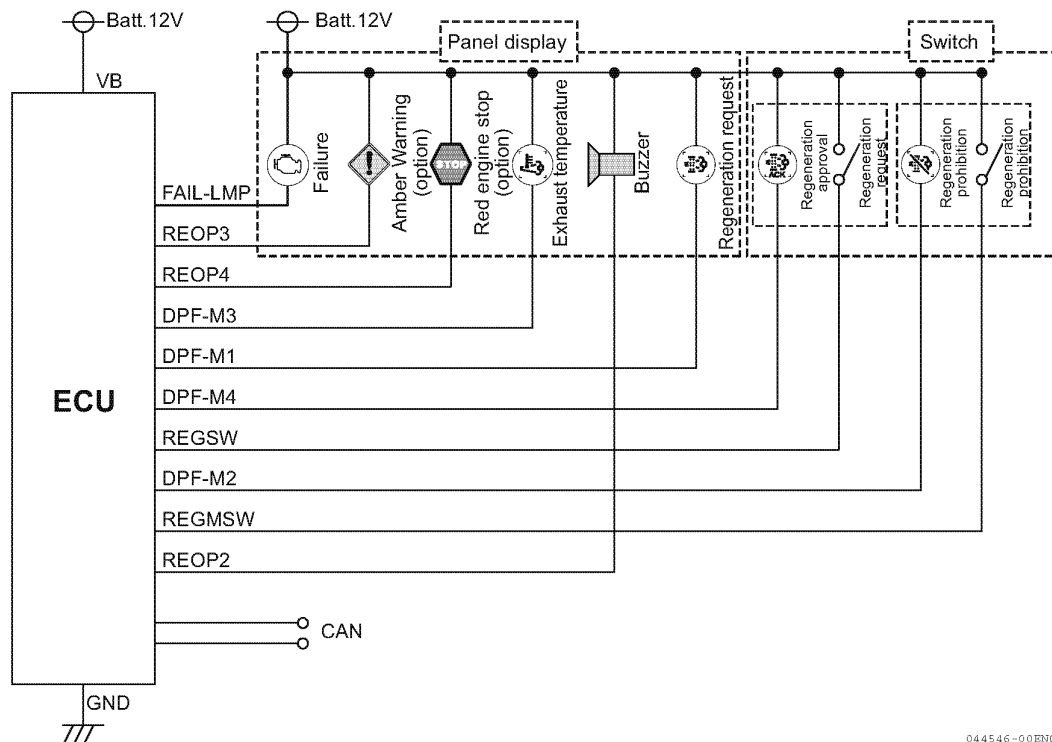 Batt.12V
Batt.12V
Panel display
Switch
VB
Failure
Amber Warning
(option)
STOP
Red engine stop
(option)
Exhaust temperature
Buzzer
Regeneration request
Regeneration
approval
Regeneration
request
Regeneration
prohibition
Regeneration
prohibition
FAIL-LMP
REOP3
REOP4
DPF-M3
DPF-M1
DPF-M4
REGSW
DPF-M2
REGMSW
REOP2
ECU
CAN
GND
044546-00EN0